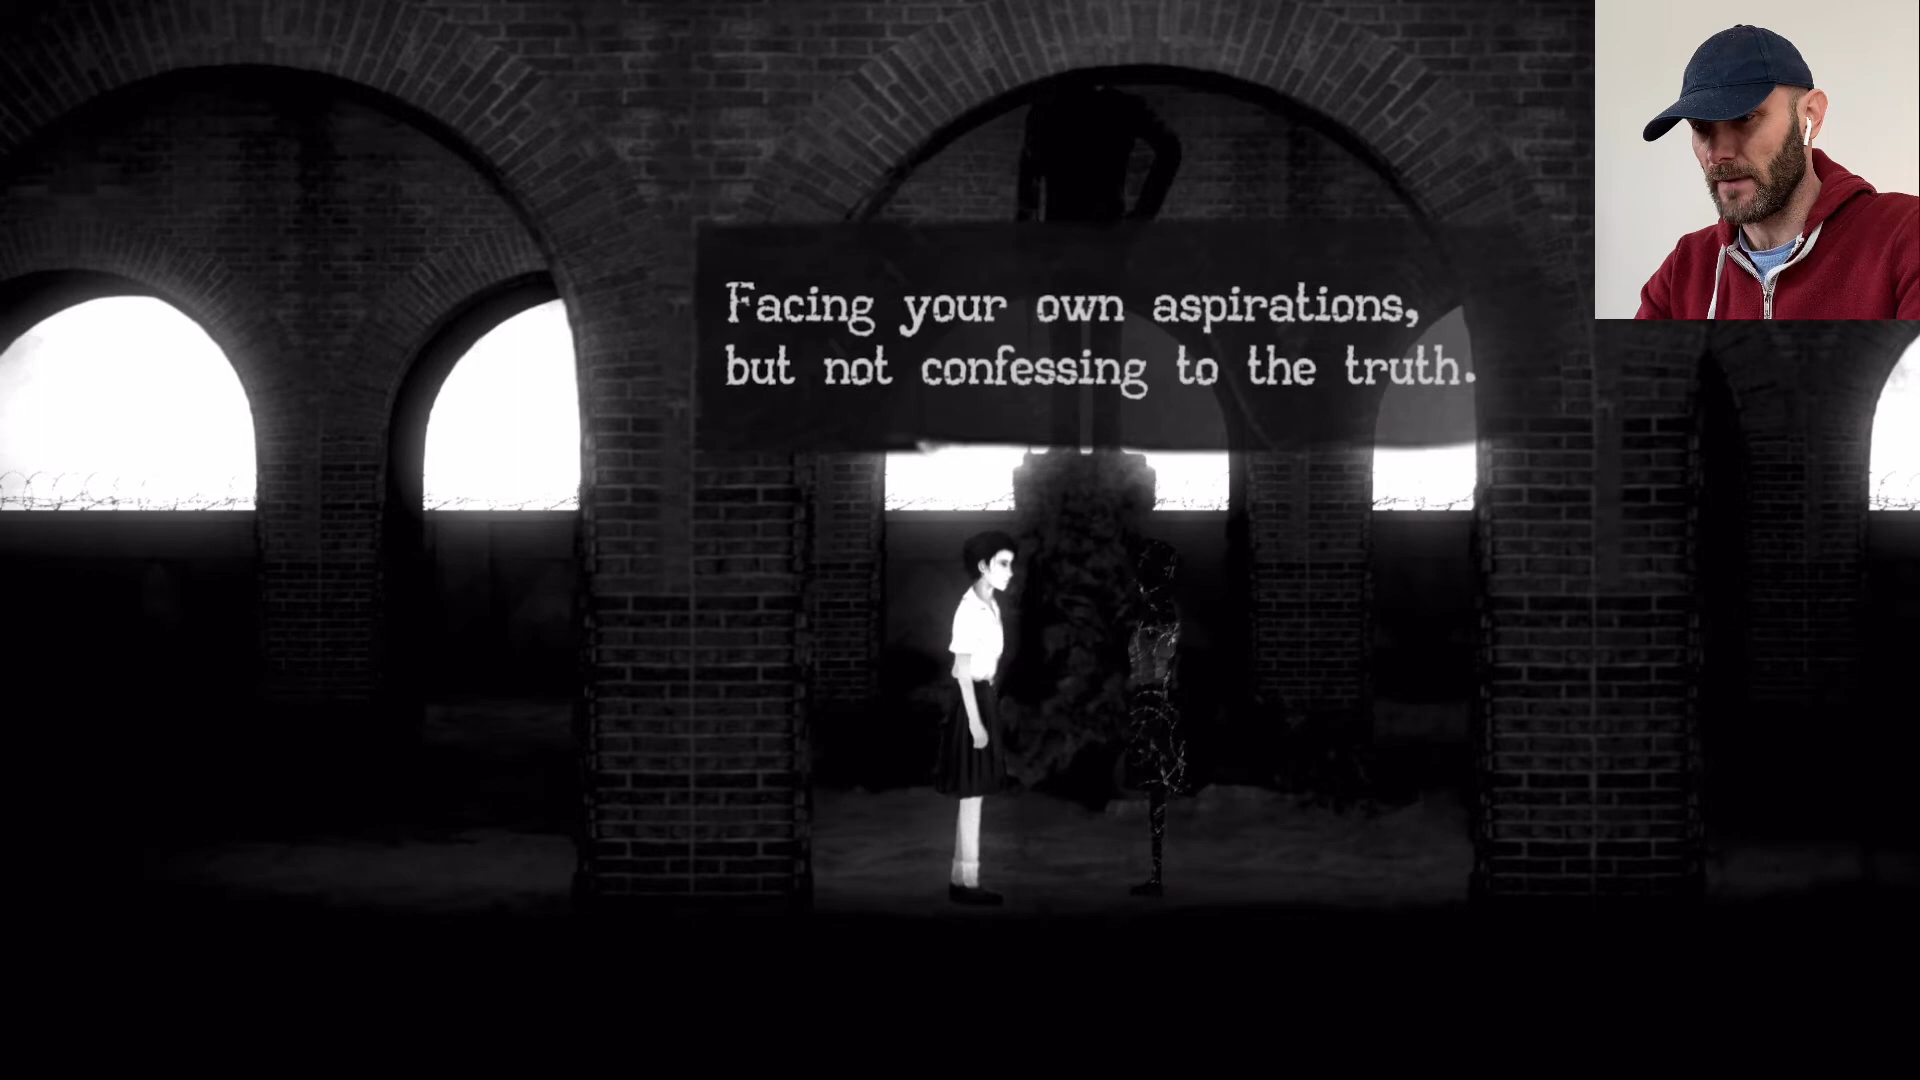 Facing your own aspirations,
but not confessing to the truth.